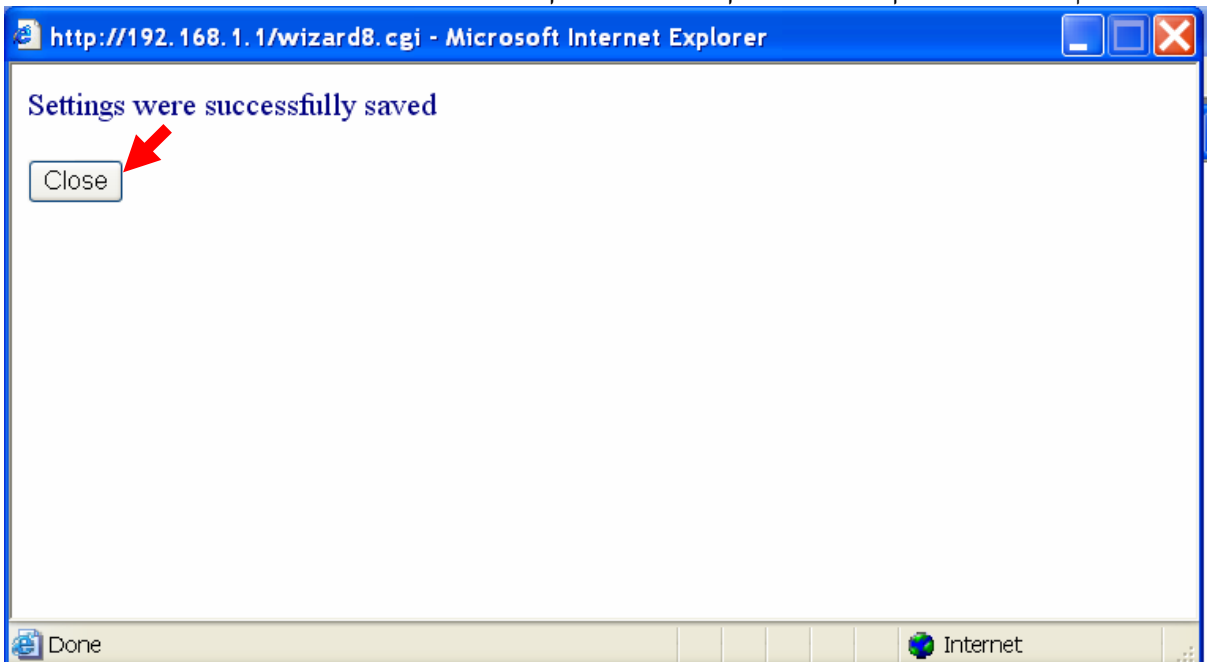 http://192.168.1.1/wizard8.cgi - Microsoft Internet Explorer
Settings were successfully saved
Close
Done
Internet